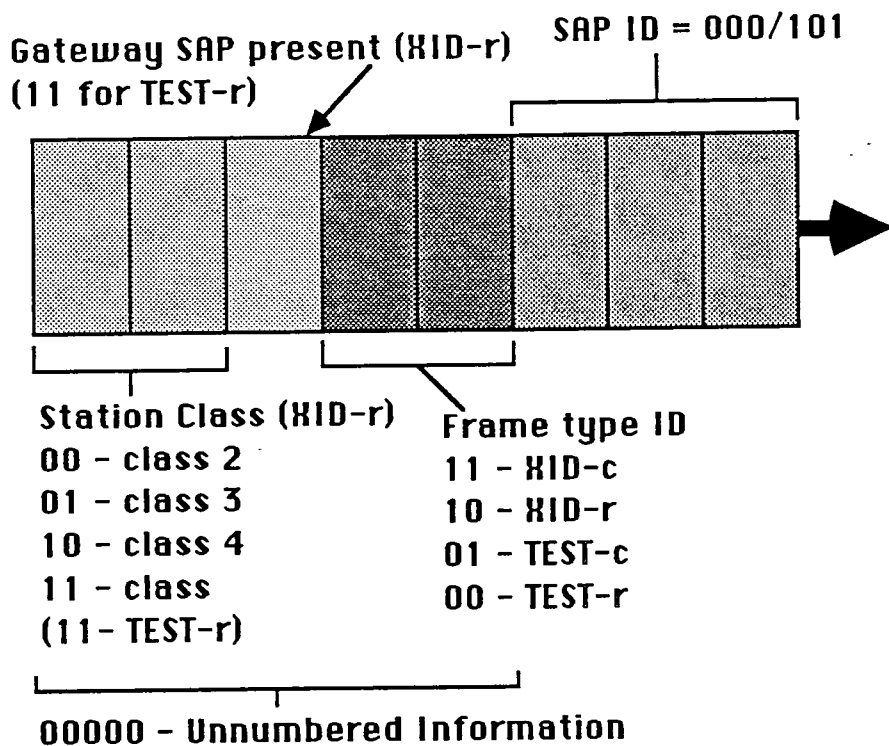 Gateway SAP present (XID-r)
(11 for TEST-r)
SAP ID = 000/101
Station Class (XID-r)
00 - class 2
01 - class 3
10 - class 4
11 - class
(11- TEST-r)
Frame type ID
11 - XID-c
10 - XID-r
01 - TEST-c
00 - TEST-r
00000 - Unnumbered Information